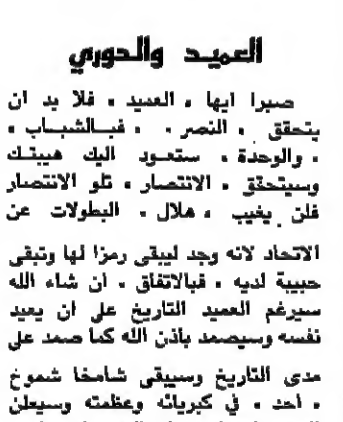 العميد والدوري
صبرا ايها « العميد » فلا بد ان
يتحقق « النصر » . فبالشباب »
« والوحدة » ستعود اليك هيبتك
وسيتحقق « الانتصار » تلو الانتصار
فلن يغيب « هلال » البطولات عن
الاتحاد لانه وجد ليبقى رمزا لها وتبقى
حبيبة لديه « فبالاتفاق » ان شاء الله
سيرغم العميد التاريخ على ان يعيد
نفسه وسيصمد باذن الله كما صمد على
مدى التاريخ وسيبقى شامخا شموخ
« احد » في كبريائه وعظمته وسيعلن